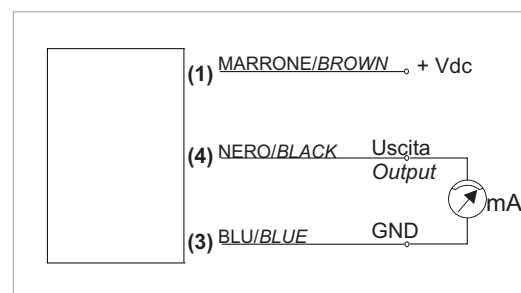 (1) MARRONE/BROWN + Vdc
(4) NERO/BLACK Uscita
Output
mA
(3) BLU/BLUE GND